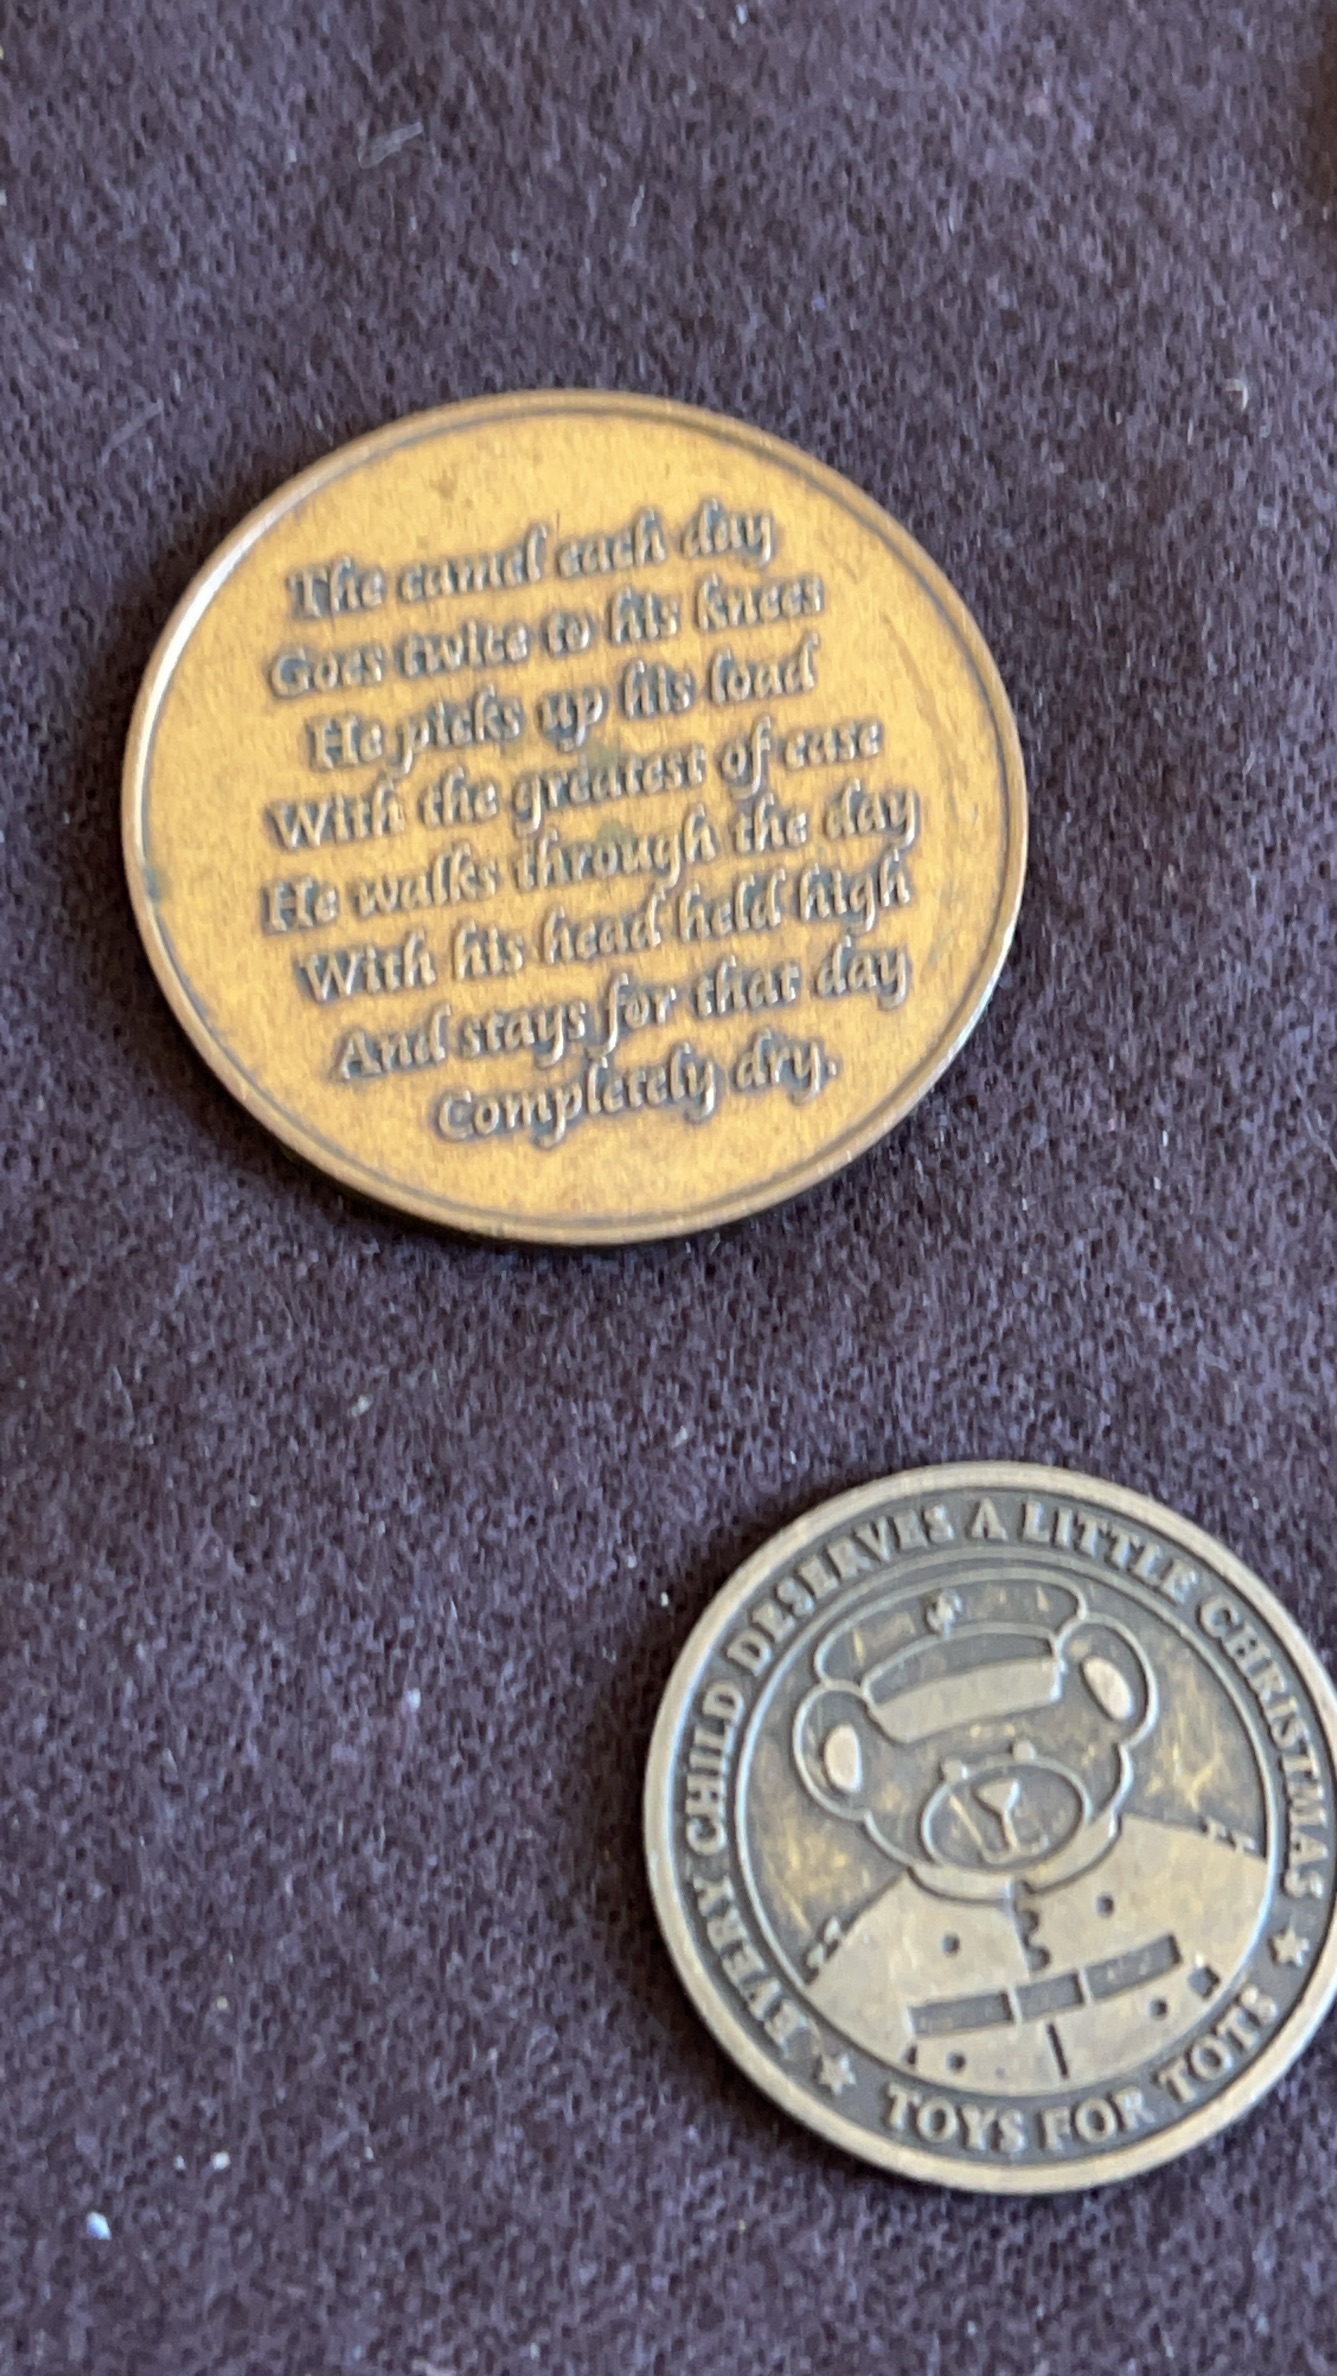 The camel each day
Goes twice to his knees
He picks up his load
With the greatest of ease
He walks through the day
With his head held high
And stays for that day
Completely dry.
EVERY CHILD DESERVES A LITTLE CHRISTMAS
TOYS FOR TOTS